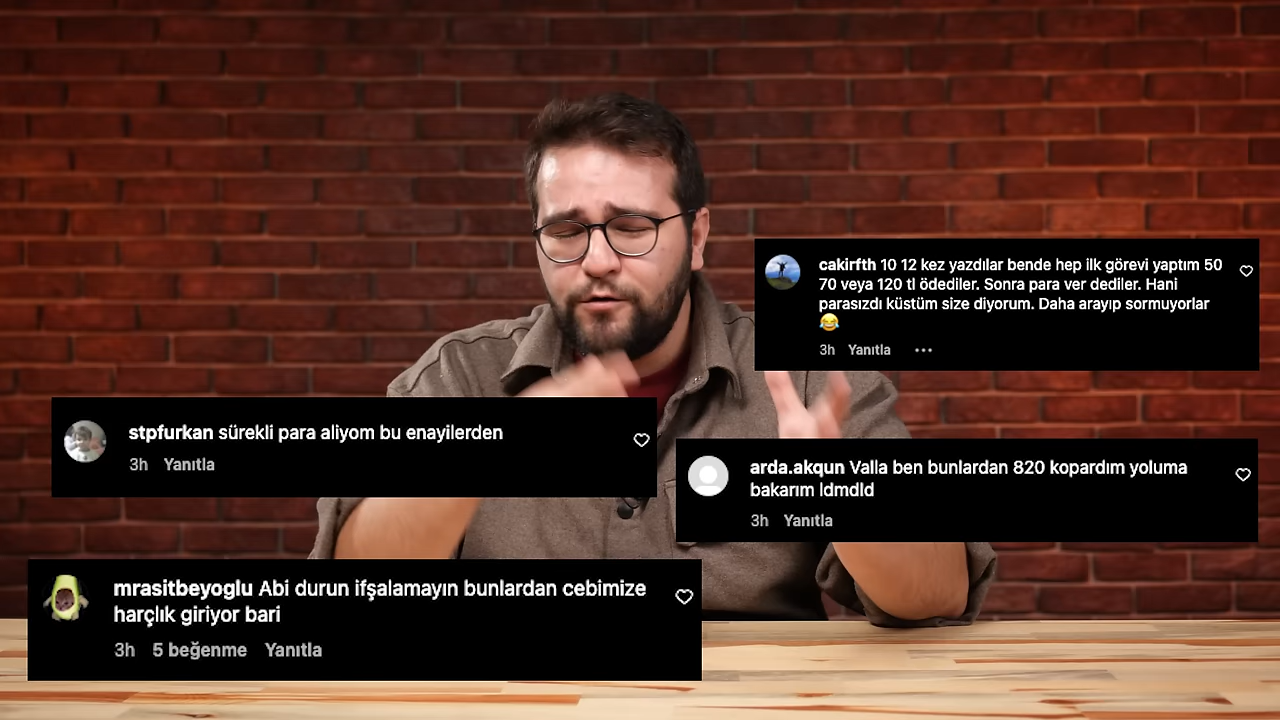 cakirfth 10 12 kez yazdılar bende hep ilk görevi yaptım 50
70 veya 120 tl ödediler. Sonra para ver dediler. Hani
parasızdı küstüm size diyorum. Daha arayıp sormuyorlar
😂
3h Yanıtla ...
stpfurkan sürekli para aliyom bu enayilerden
3h Yanıtla
arda.akqun Valla ben bunlardan 820 kopardım yoluma
bakarım ldmdld
3h Yanıtla
mrasitbeyoglu Abi durun ifşalamayın bunlardan cebimize
harçlık giriyor bari
3h 5 beğenme Yanıtla